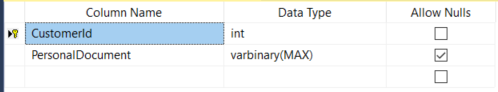 Column Name Data Type Allow Nulls
CustomerId int
PersonalDocument varbinary(MAX)